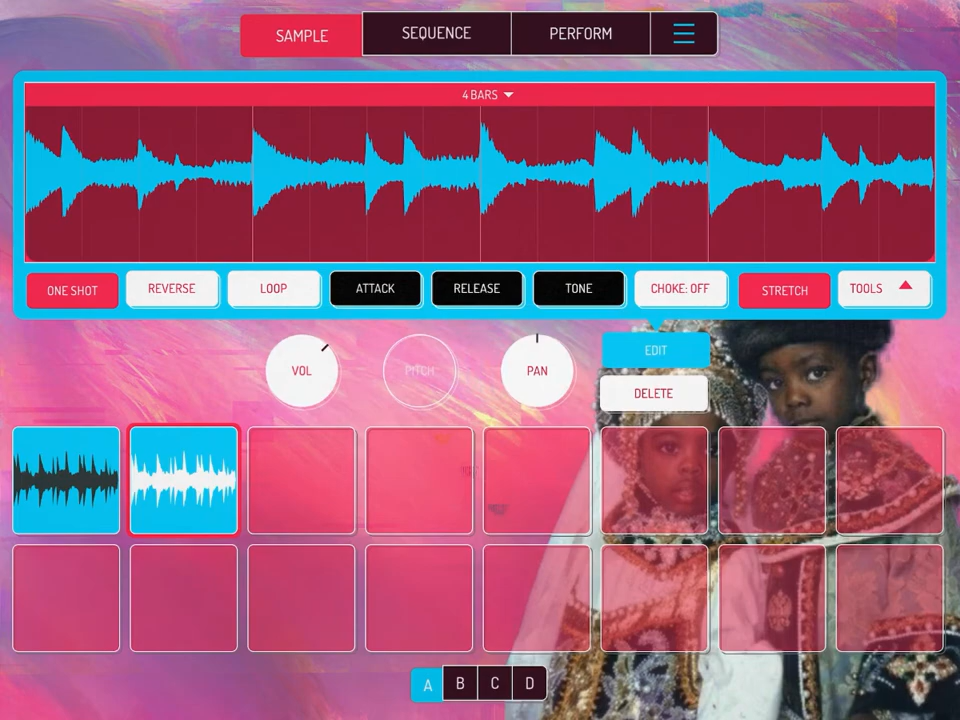 SAMPLE
SEQUENCE
PERFORM
4 BARS
ONE SHOT
REVERSE
LOOP
ATTACK
RELEASE
TONE
CHOKE: OFF
STRETCH
TOOLS
VOL
PITCH
PAN
EDIT
DELETE
A
B
C
D